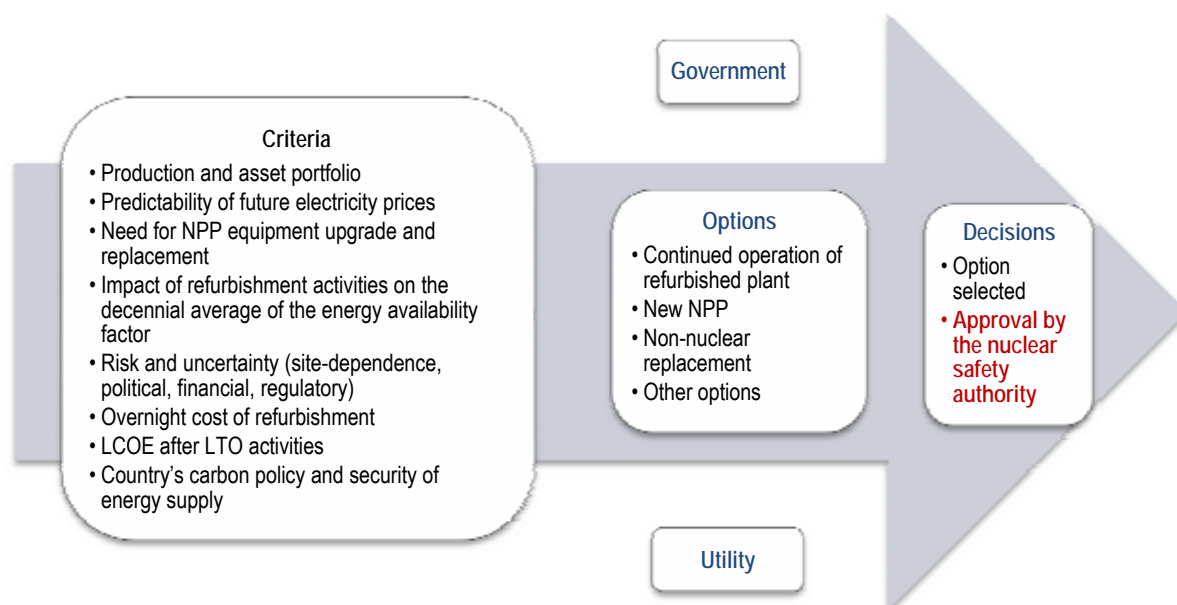 Government
Criteria
• Production and asset portfolio
• Predictability of future electricity prices
• Need for NPP equipment upgrade and
replacement
• Impact of refurbishment activities on the
decennial average of the energy availability
factor
• Risk and uncertainty (site-dependence,
political, financial, regulatory)
• Overnight cost of refurbishment
• LCOE after LTO activities
• Country's carbon policy and security of
energy supply
Options
• Continued operation of
refurbished plant
• New NPP
• Non-nuclear
replacement
• Other options
Decisions
• Option
selected
• Approval by
the nuclear
safety
authority
Utility